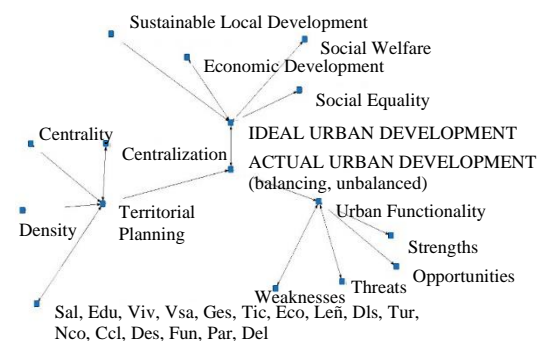 Sustainable Local Development
Social Welfare
Economic Development
Social Equality
IDEAL URBAN DEVELOPMENT
Centrality
Centralization
ACTUAL URBAN DEVELOPMENT
(balancing, unbalanced)
Territorial
Planning
Urban Functionality
Density
Strengths
Opportunities
Threats
Weaknesses
Sal, Edu, Viv, Vsa, Ges, Tic, Eco, Leñ, Dls, Tur,
Nco, Ccl, Des, Fun, Par, Del